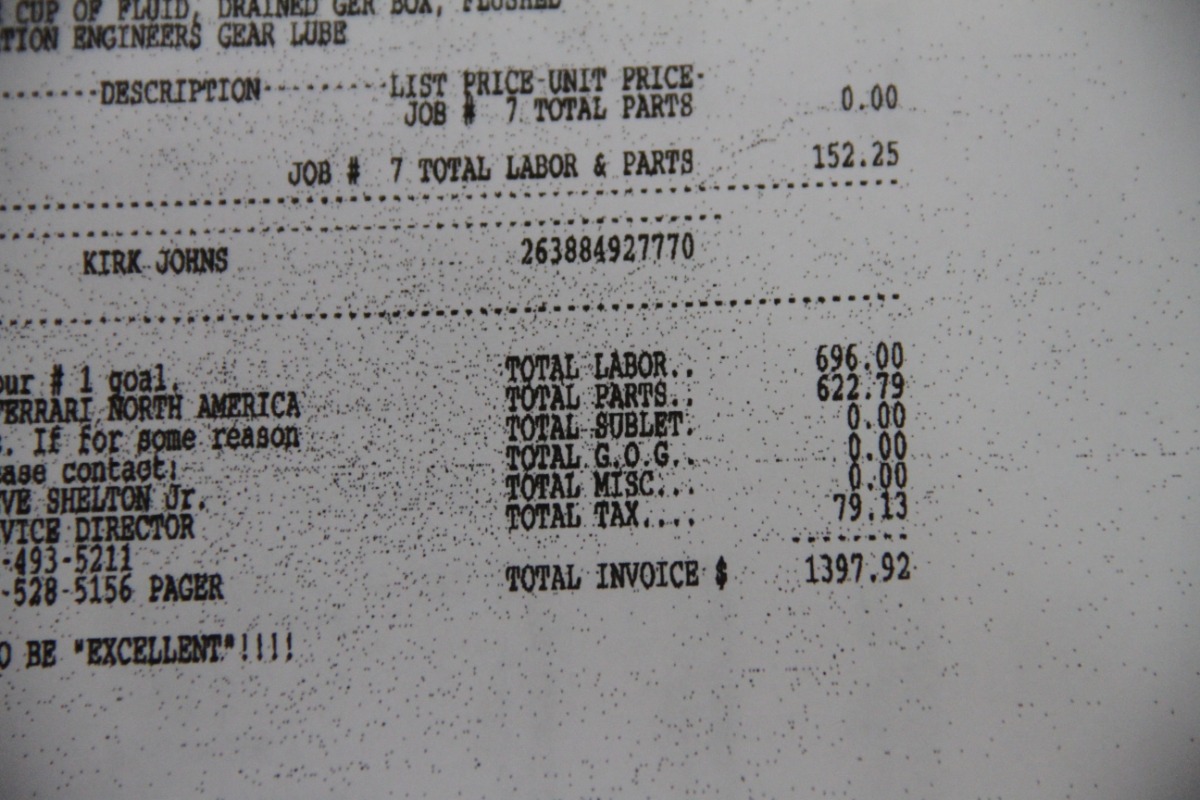 CUP OF FLUID, DRAINED GER BOX, FLUSHED
TION ENGINEERS GEAR LUBE
--------DESCRIPTION---------LIST PRICE-UNIT PRICE-
JOB # 7 TOTAL PARTS 0.00
JOB # 7 TOTAL LABOR & PARTS 152.25
KIRK JOHNS 263884927770
our # 1 goal. TOTAL LABOR.. 696.00
FERRARI NORTH AMERICA TOTAL PARTS.. 622.79
s. If for some reason TOTAL SUBLET. 0.00
ease contact: TOTAL G.O.G.. 0.00
VE SHELTON Jr. TOTAL MISC... 0.00
VICE DIRECTOR TOTAL TAX.... 79.13
-493-5211
-528-5156 PAGER TOTAL INVOICE $ 1397.92
O BE "EXCELLENT"!!!!